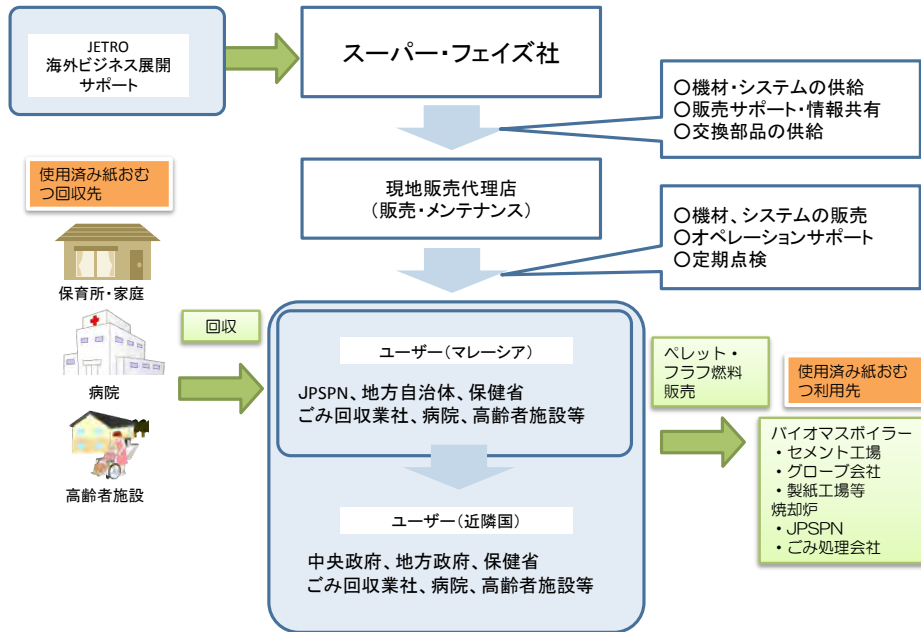 JETRO
海外ビジネス展開
サポート
スーパー・フェイズ社
〇機材・システムの供給
〇販売サポート・情報共有
〇交換部品の供給
使用済み紙おむ
つ回収先
現地販売代理店
（販売・メンテナンス）
〇機材、システムの販売
〇オペレーションサポート
〇定期点検
保育所・家庭
回収
病院
高齢者施設
ユーザー（マレーシア）
JPSPN、地方自治体、保健省
ごみ回収業社、病院、高齢者施設等
ユーザー（近隣国）
中央政府、地方政府、保健省
ごみ回収業社、病院、高齢者施設等
ペレット・
フラフ燃料
販売
使用済み紙おむ
つ利用先
バイオマスボイラー
・セメント工場
・グローブ会社
・製紙工場等
焼却炉
・JPSPN
・ごみ処理会社